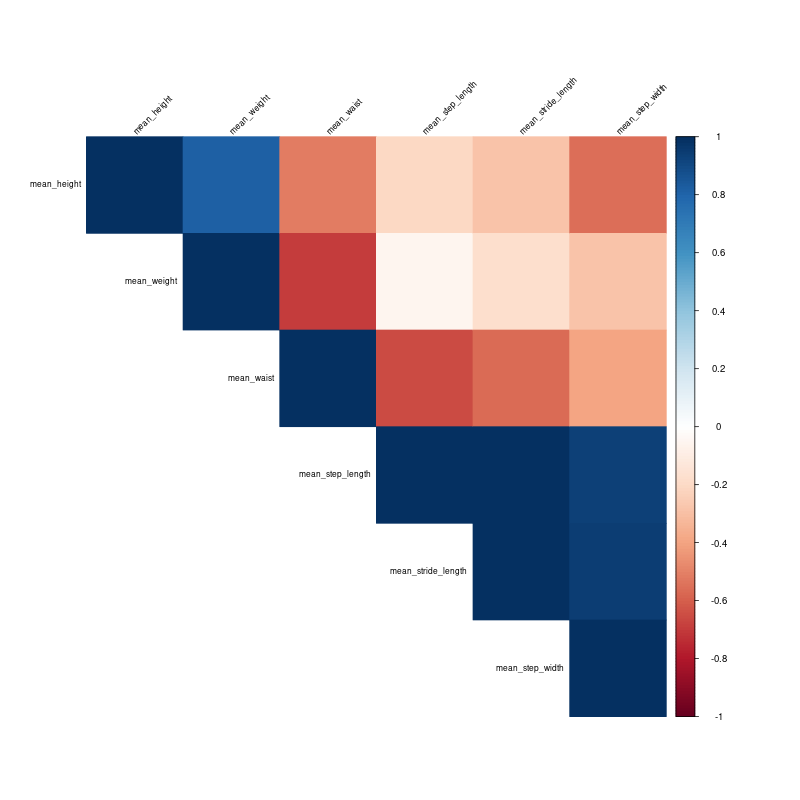 mean_height
mean_weight
mean_waist
mean_step_length
mean_stride_length
mean_step_width
mean_height
mean_weight
mean_waist
mean_step_length
mean_stride_length
mean_step_width
1
0.8
0.6
0.4
0.2
0
-0.2
-0.4
-0.6
-0.8
-1